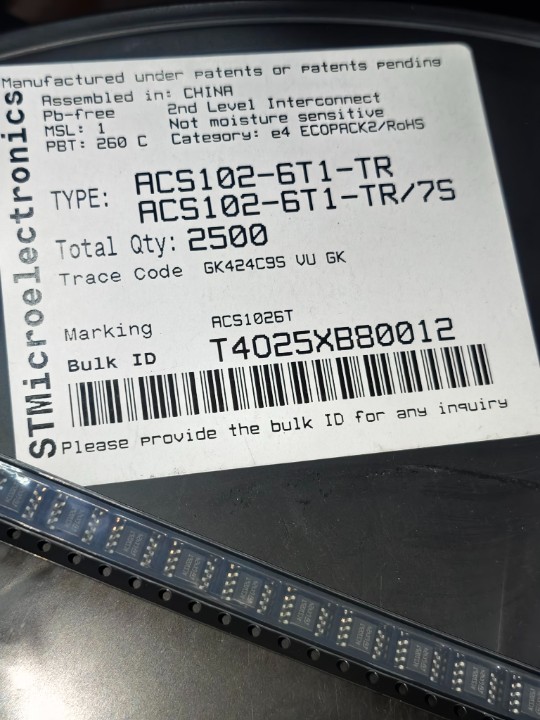 Manufactured under patents or patents pending
Assembled in: CHINA
Pb-free 2nd Level Interconnect
MSL: 1 Not moisture sensitive
PBT: 260 C Category: e4 ECOPACK2/RoHS
TYPE: ACS102-6T1-TR
ACS102-6T1-TR/7S
Total Qty: 2500
Trace Code GK424C9S VU GK
Marking ACS1026T
Bulk ID T4025XB80012
Please provide the bulk ID for any inquiry
STMicroelectronics